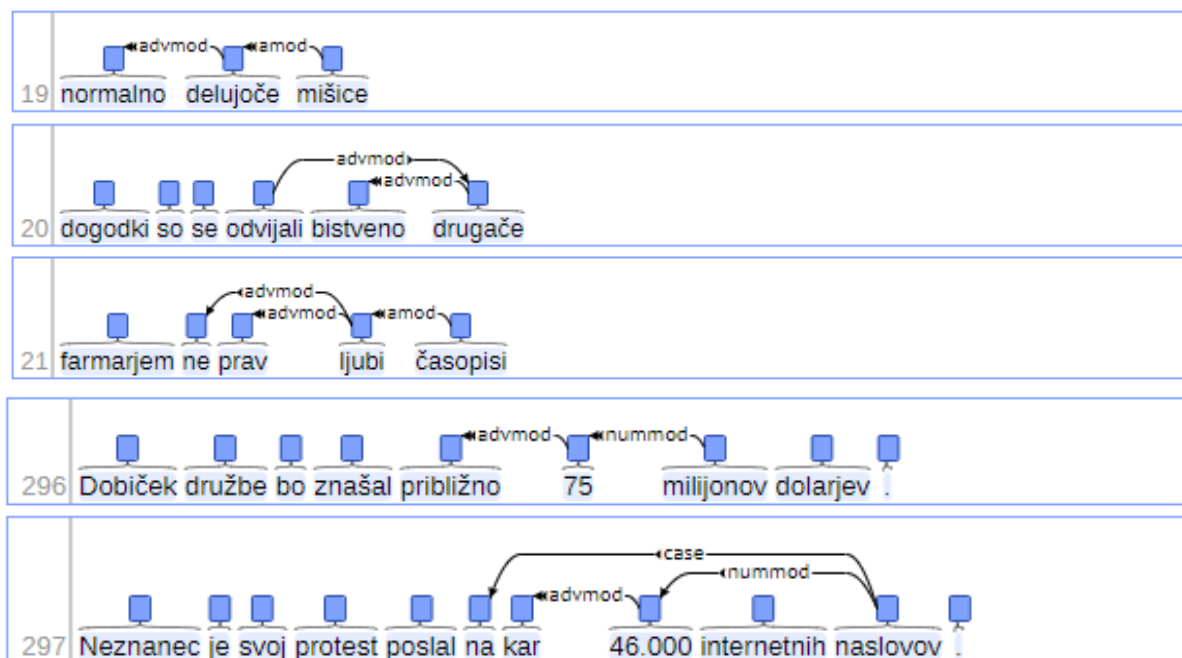 advmod amod
19 normalno delujoče mišice
advmod
advmod
20 dogodki so se odvijali bistveno drugače
advmod
advmod amod
21 farmarjem ne prav ljubi časopisi
advmod nummod
296 Dobiček družbe bo znašal približno 75 milijonov dolarjev .
case
nummod
advmod
297 Neznanec je svoj protest poslal na kar 46.000 internetnih naslovov .